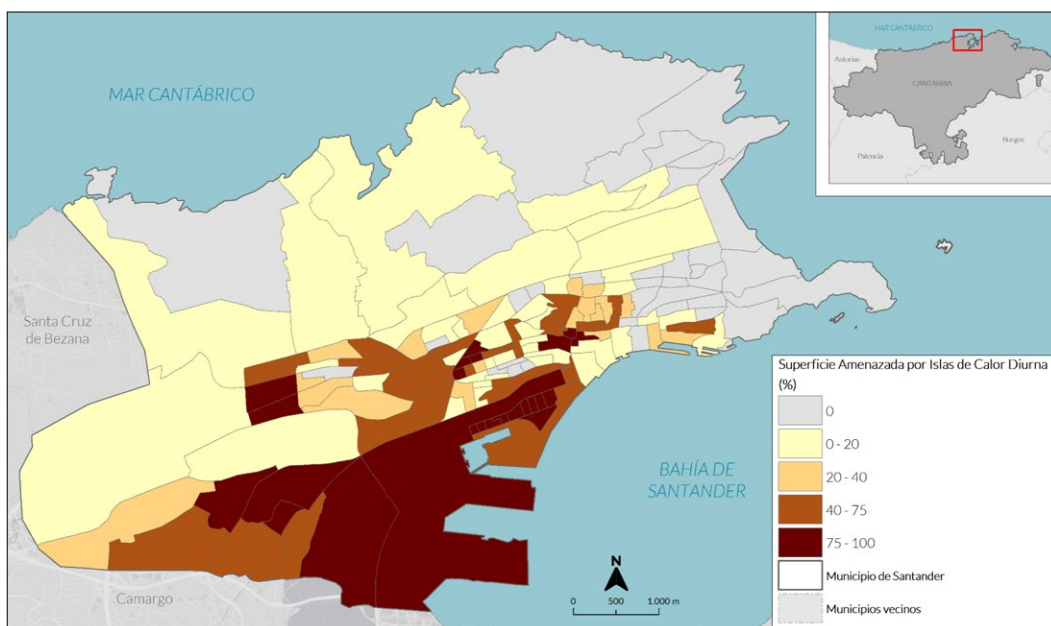 MAR CANTÁBRICO
MAR CANTÁBRICO
Asturias
CANTABRIA
Burgos
Palencia
Santa Cruz
de Bezana
BAHÍA DE
SANTANDER
Camargo
N
0 500 1.000 m
Superficie Amenazada por Islas de Calor Diurna
(%)
0
0 - 20
20 - 40
40 - 75
75 - 100
Municipio de Santander
Municipios vecinos